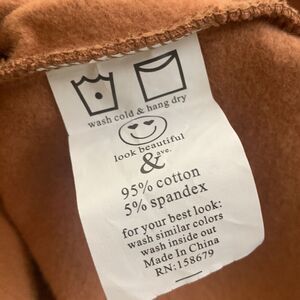 wash cold & hang dry
look beautiful
& ave.
95% cotton
5% spandex
for your best look:
wash similar colors
wash inside out
Made In China
RN: 158679